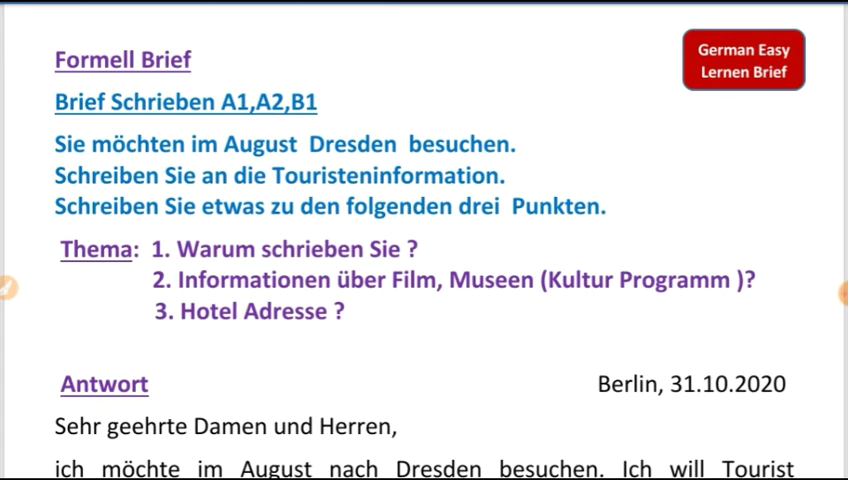 German Easy
Lernen Brief
Formell Brief
Brief Schrieben A1,A2,B1
Sie möchten im August Dresden besuchen.
Schreiben Sie an die Touristeninformation.
Schreiben Sie etwas zu den folgenden drei Punkten.
Thema: 1. Warum schrieben Sie ?
2. Informationen über Film, Museen (Kultur Programm )?
3. Hotel Adresse ?
Antwort Berlin, 31.10.2020
Sehr geehrte Damen und Herren,
ich möchte im August nach Dresden besuchen. Ich will Tourist